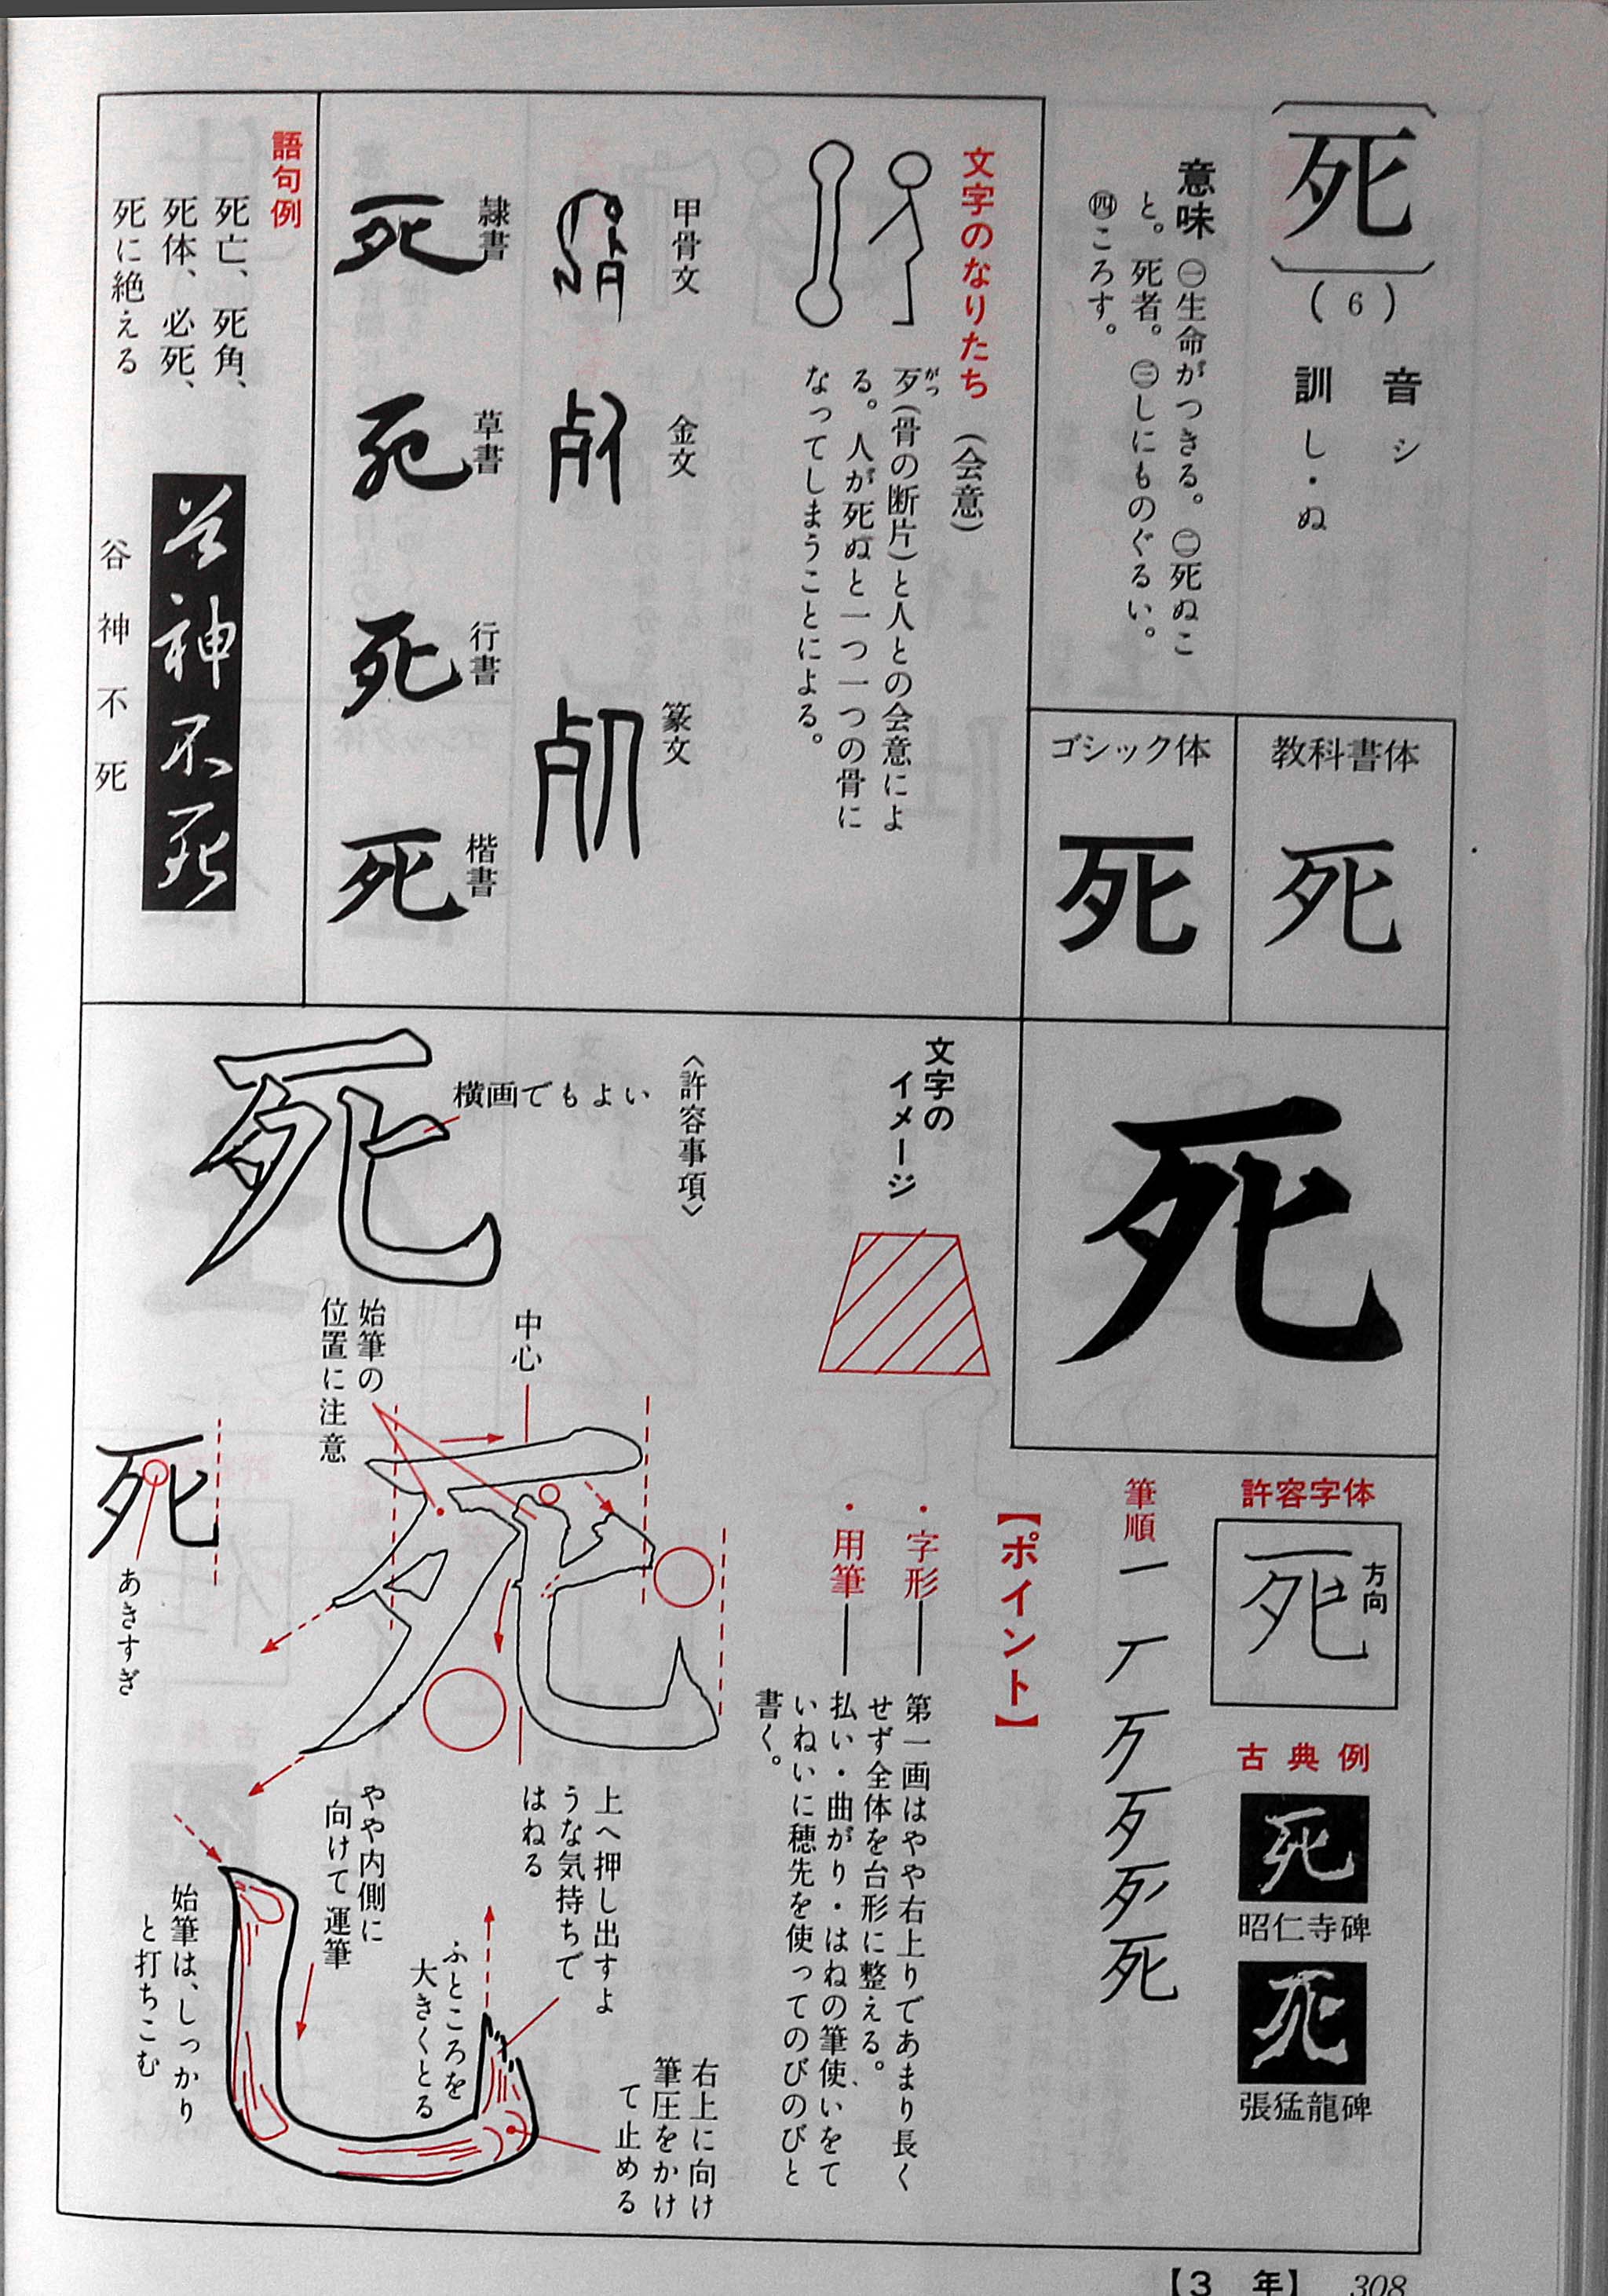 死
(6)
音 シ
訓 し・ぬ
意味 ㊀生命がつきる。㊁死ぬこ
と。死者。㊂しにものぐるい。
㊃ころす。
教科書体
死
ゴシック体
死
文字のなりたち (会意)
歹(骨の断片)と人との会意によ
がつ
る。人が死ぬと一つ一つの骨に
なってしまうことによる。
甲骨文
金文
篆文
隷書
死
草書
死
行書
死
楷書
死
語句例
死亡、死角、
死体、必死、
死に絶える
谷神不死
谷神不死
死
文字の
イメージ
〈許容事項〉
横画でもよい
死
許容字体
死
方向
古典例
死
昭仁寺碑
死
張猛龍碑
筆順
一 丆 歹 死
【ポイント】
・字形──第一画はやや右上りであまり長く
せず全体を台形に整える。
・用筆──払い・曲がり・はねの筆使いをて
いねいに穂先を使ってのびのびと
書く。
中心
始筆の
位置に注意
死
死
あきすぎ
上へ押し出すよ
うな気持ちで
はねる
やや内側に
向けて運筆
ふところを
大きくとる
始筆は、しっかり
と打ちこむ
右上に向け
筆圧をかけ
て止める
【3 年】 308